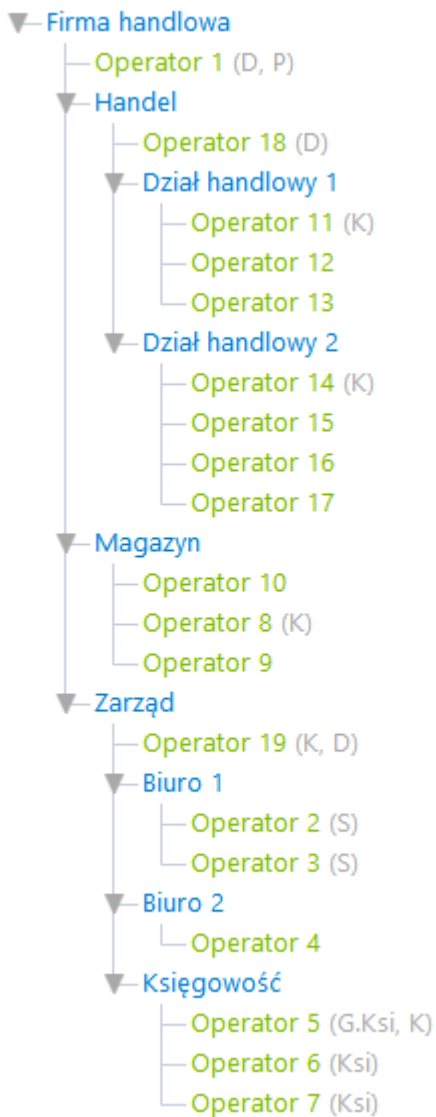 Firma handlowa
Operator 1 (D, P)
Handel
Operator 18 (D)
Dział handlowy 1
Operator 11 (K)
Operator 12
Operator 13
Dział handlowy 2
Operator 14 (K)
Operator 15
Operator 16
Operator 17
Magazyn
Operator 10
Operator 8 (K)
Operator 9
Zarząd
Operator 19 (K, D)
Biuro 1
Operator 2 (S)
Operator 3 (S)
Biuro 2
Operator 4
Księgowość
Operator 5 (G.Ksi, K)
Operator 6 (Ksi)
Operator 7 (Ksi)